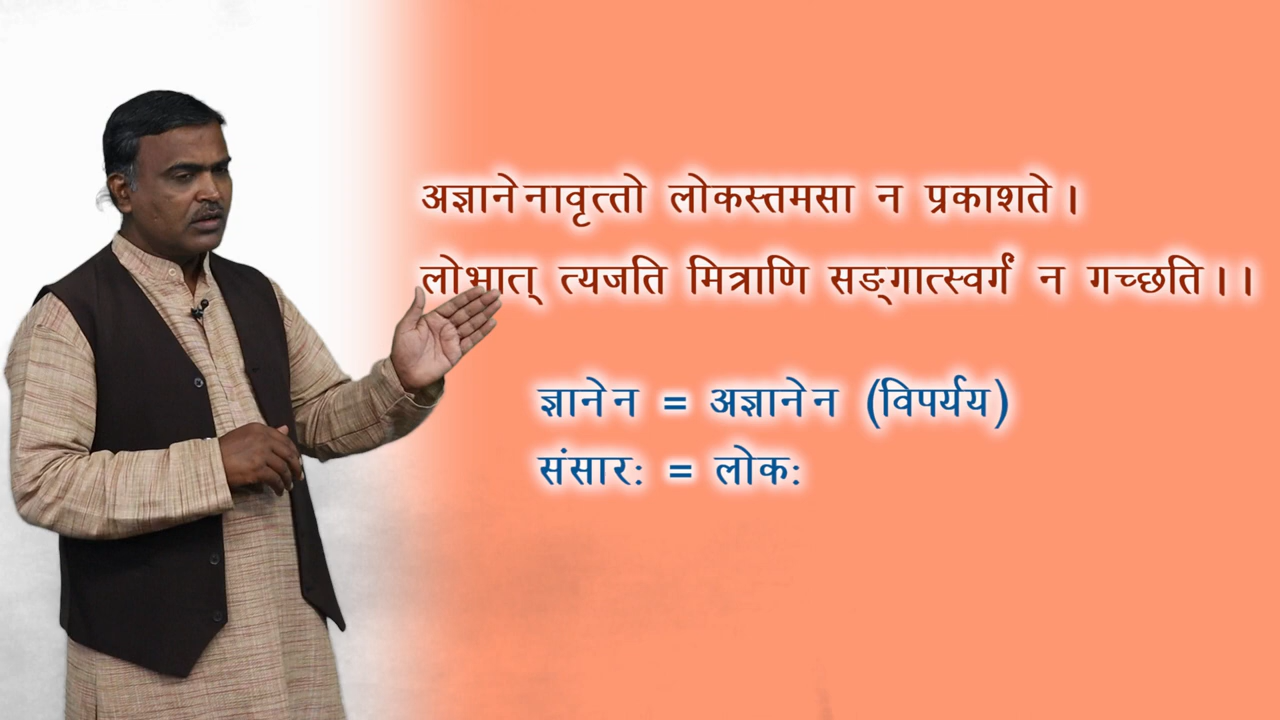 अज्ञानेनावृत्तो लोकस्तमसा न प्रकाशते ।
लोभात् त्यजति मित्राणि सङ्गात्स्वर्गं न गच्छति ।।
ज्ञानेन = अज्ञानेन (विपर्यय)
संसारः = लोकः